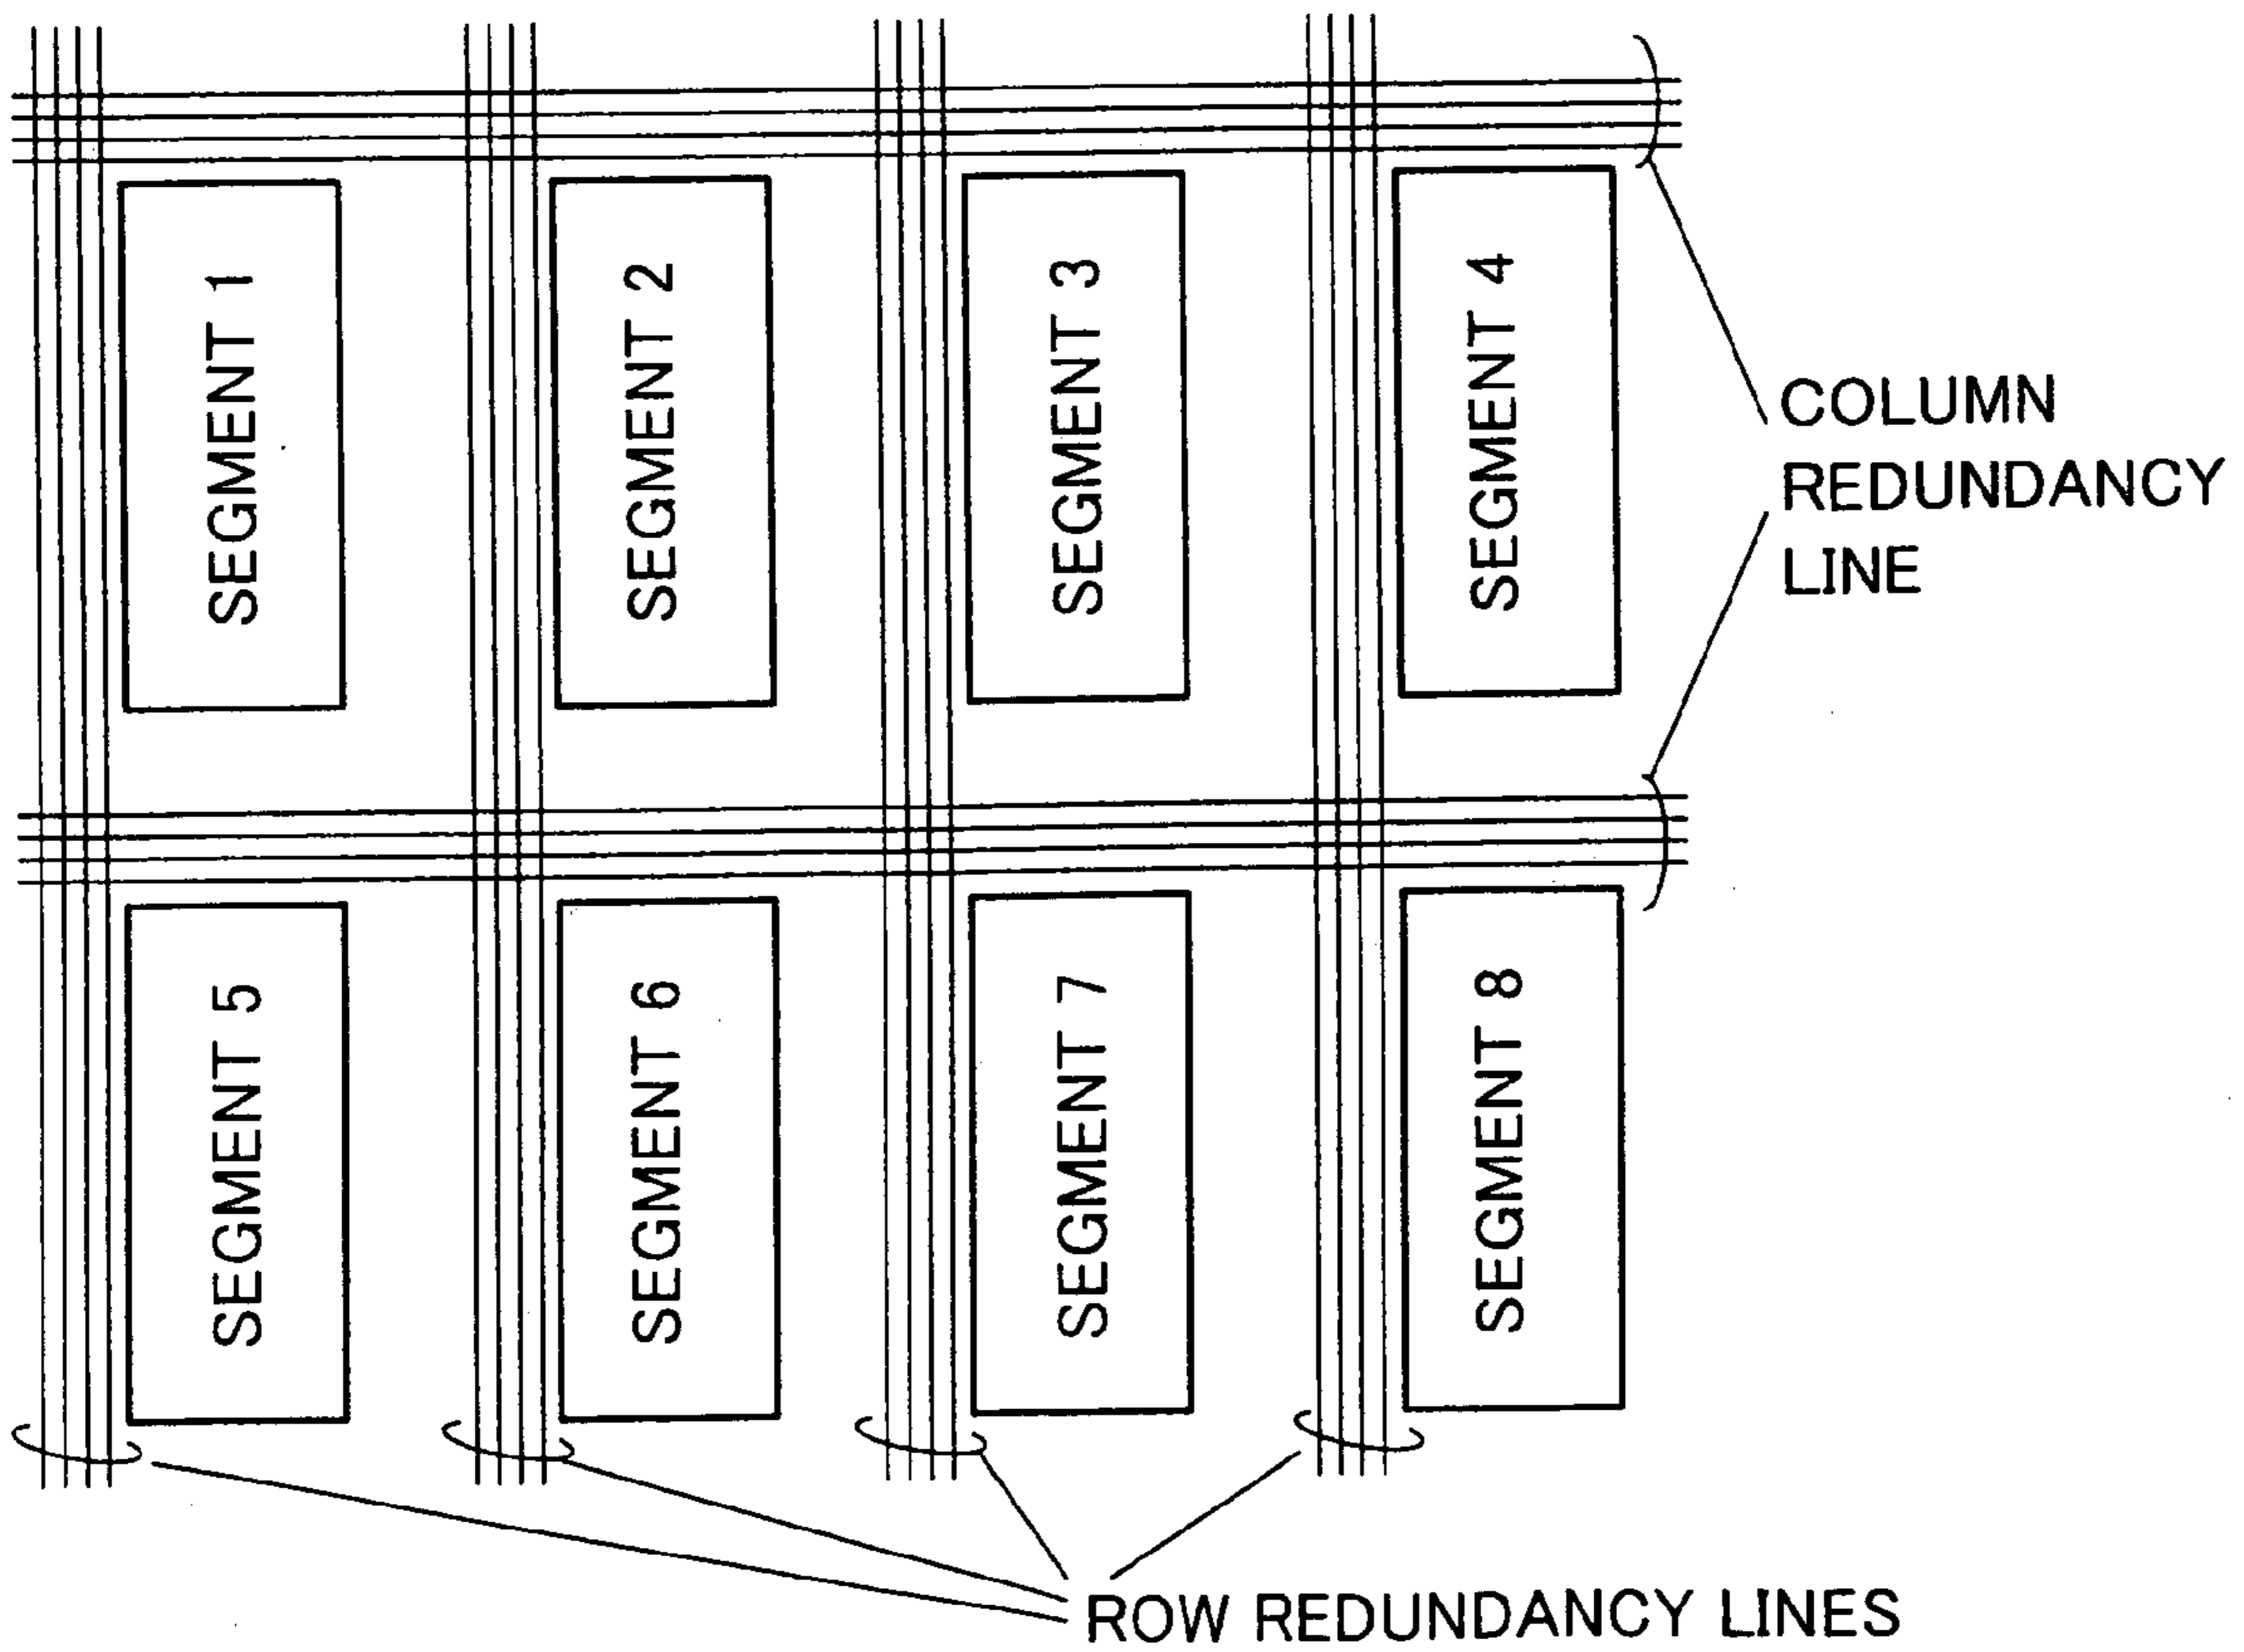 SEGMENT 1
SEGMENT 2
SEGMENT 3
SEGMENT 4
COLUMN
REDUNDANCY
LINE
SEGMENT 5
SEGMENT 6
SEGMENT 7
SEGMENT 8
ROW REDUNDANCY LINES